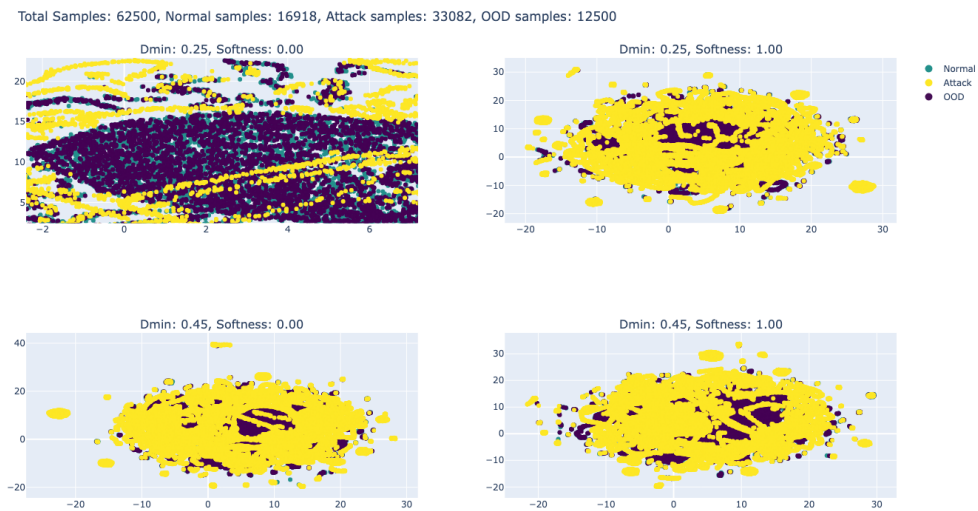 Total Samples: 62500, Normal samples: 16918, Attack samples: 33082, OOD samples: 12500
Dmin: 0.25, Softness: 0.00
20
15
10
5
−2 0 2 4 6
Dmin: 0.25, Softness: 1.00
30
20
10
0
−10
−20
−20 −10 0 10 20 30
Normal
Attack
OOD
Dmin: 0.45, Softness: 0.00
40
20
0
−20
−20 −10 0 10 20 30
Dmin: 0.45, Softness: 1.00
30
20
10
0
−10
−20
−20 −10 0 10 20 30